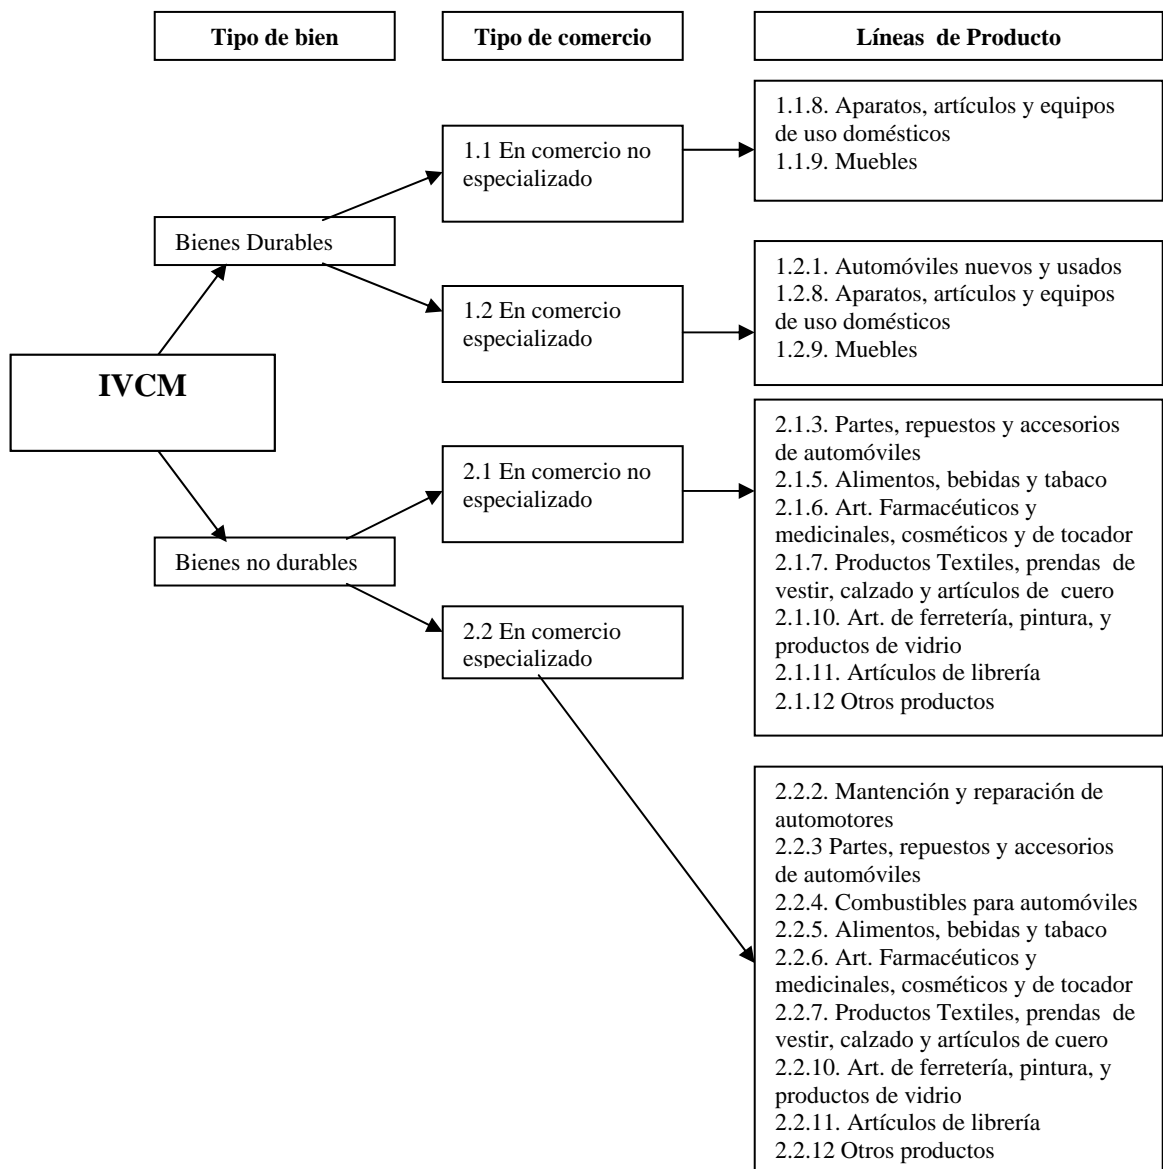 Tipo de bien
Tipo de comercio
Líneas de Producto
1.1.8. Aparatos, artículos y equipos
de uso domésticos
1.1.9. Muebles
1.1 En comercio no
especializado
Bienes Durables
1.2.1. Automóviles nuevos y usados
1.2.8. Aparatos, artículos y equipos
de uso domésticos
1.2.9. Muebles
1.2 En comercio
especializado
IVCM
2.1.3. Partes, repuestos y accesorios
de automóviles
2.1.5. Alimentos, bebidas y tabaco
2.1.6. Art. Farmacéuticos y
medicinales, cosméticos y de tocador
2.1.7. Productos Textiles, prendas de
vestir, calzado y artículos de cuero
2.1.10. Art. de ferretería, pintura, y
productos de vidrio
2.1.11. Artículos de librería
2.1.12 Otros productos
2.1 En comercio no
especializado
Bienes no durables
2.2 En comercio
especializado
2.2.2. Mantención y reparación de
automotores
2.2.3 Partes, repuestos y accesorios
de automóviles
2.2.4. Combustibles para automóviles
2.2.5. Alimentos, bebidas y tabaco
2.2.6. Art. Farmacéuticos y
medicinales, cosméticos y de tocador
2.2.7. Productos Textiles, prendas de
vestir, calzado y artículos de cuero
2.2.10. Art. de ferretería, pintura, y
productos de vidrio
2.2.11. Artículos de librería
2.2.12 Otros productos